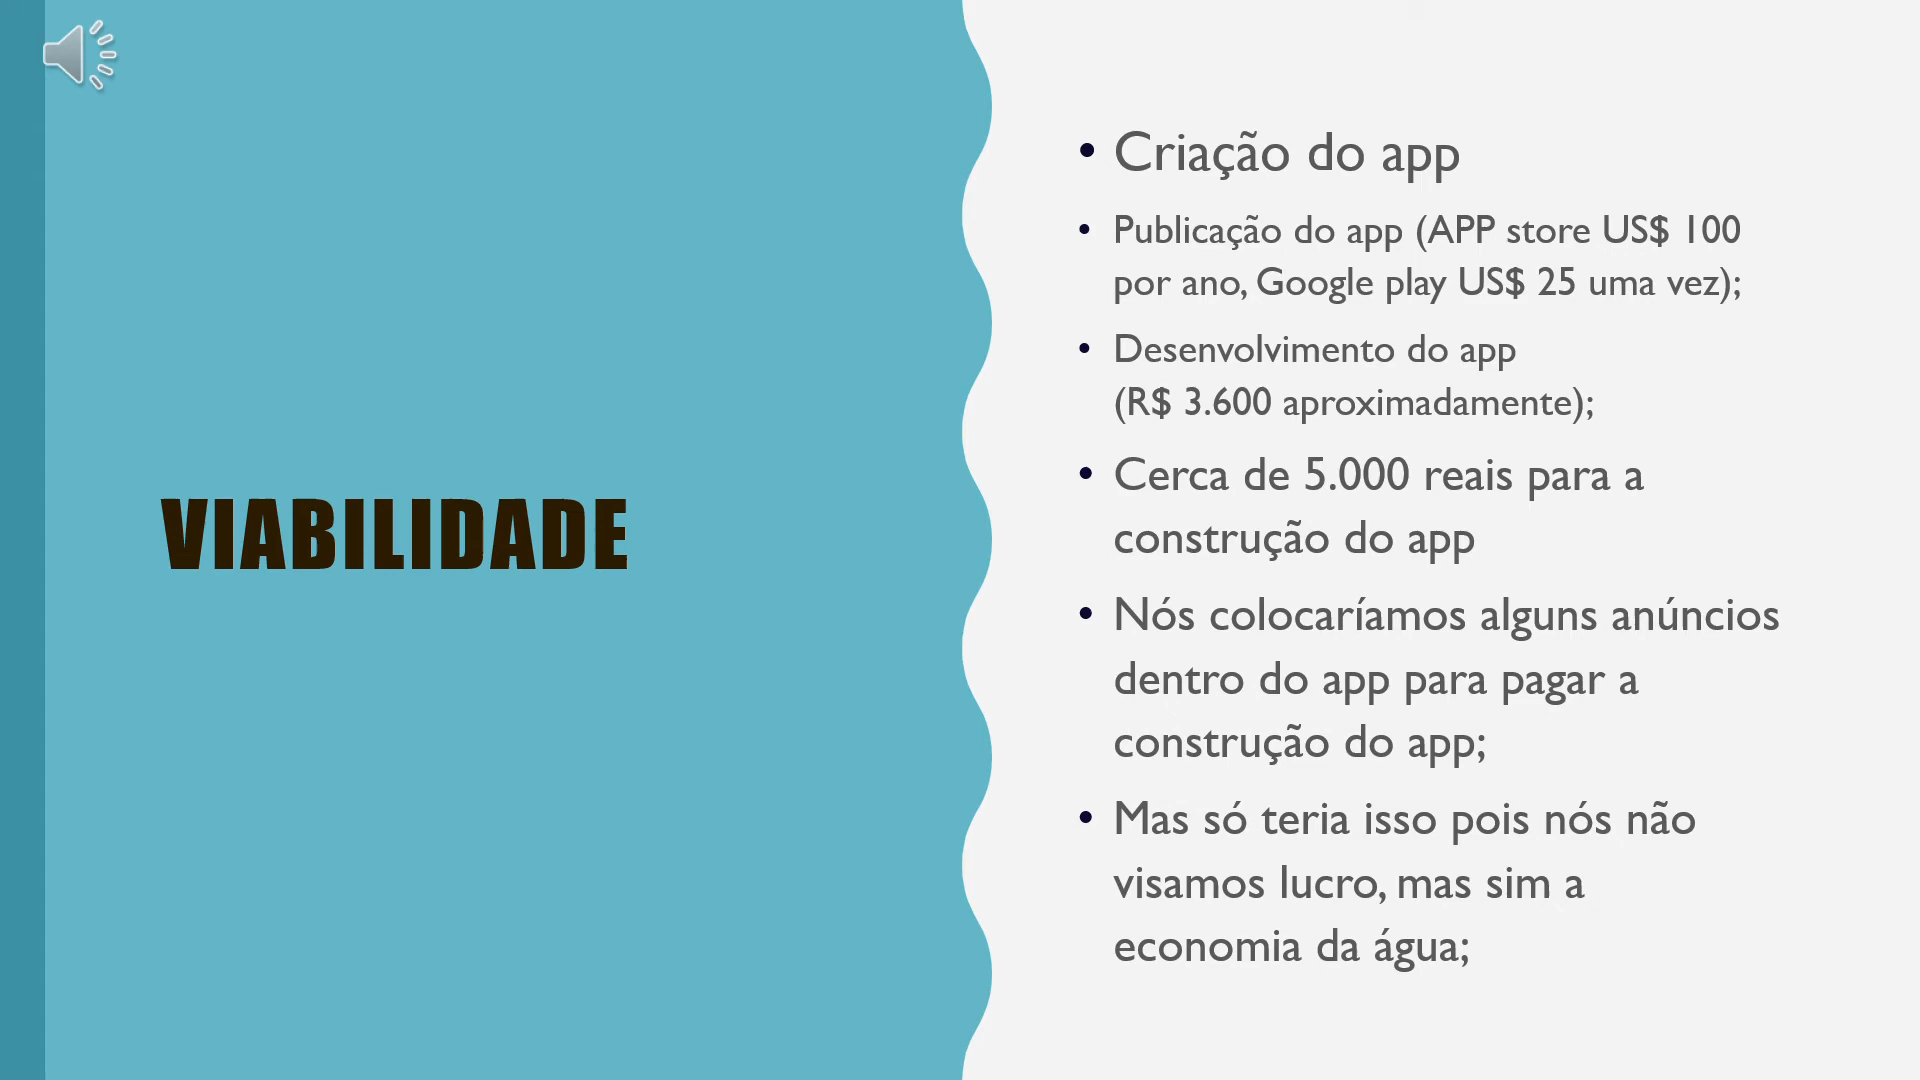 VIABILIDADE
• Criação do app
• Publicação do app (APP store US$ 100
por ano, Google play US$ 25 uma vez);
• Desenvolvimento do app
(R$ 3.600 aproximadamente);
• Cerca de 5.000 reais para a
construção do app
• Nós colocaríamos alguns anúncios
dentro do app para pagar a
construção do app;
• Mas só teria isso pois nós não
visamos lucro, mas sim a
economia da água;